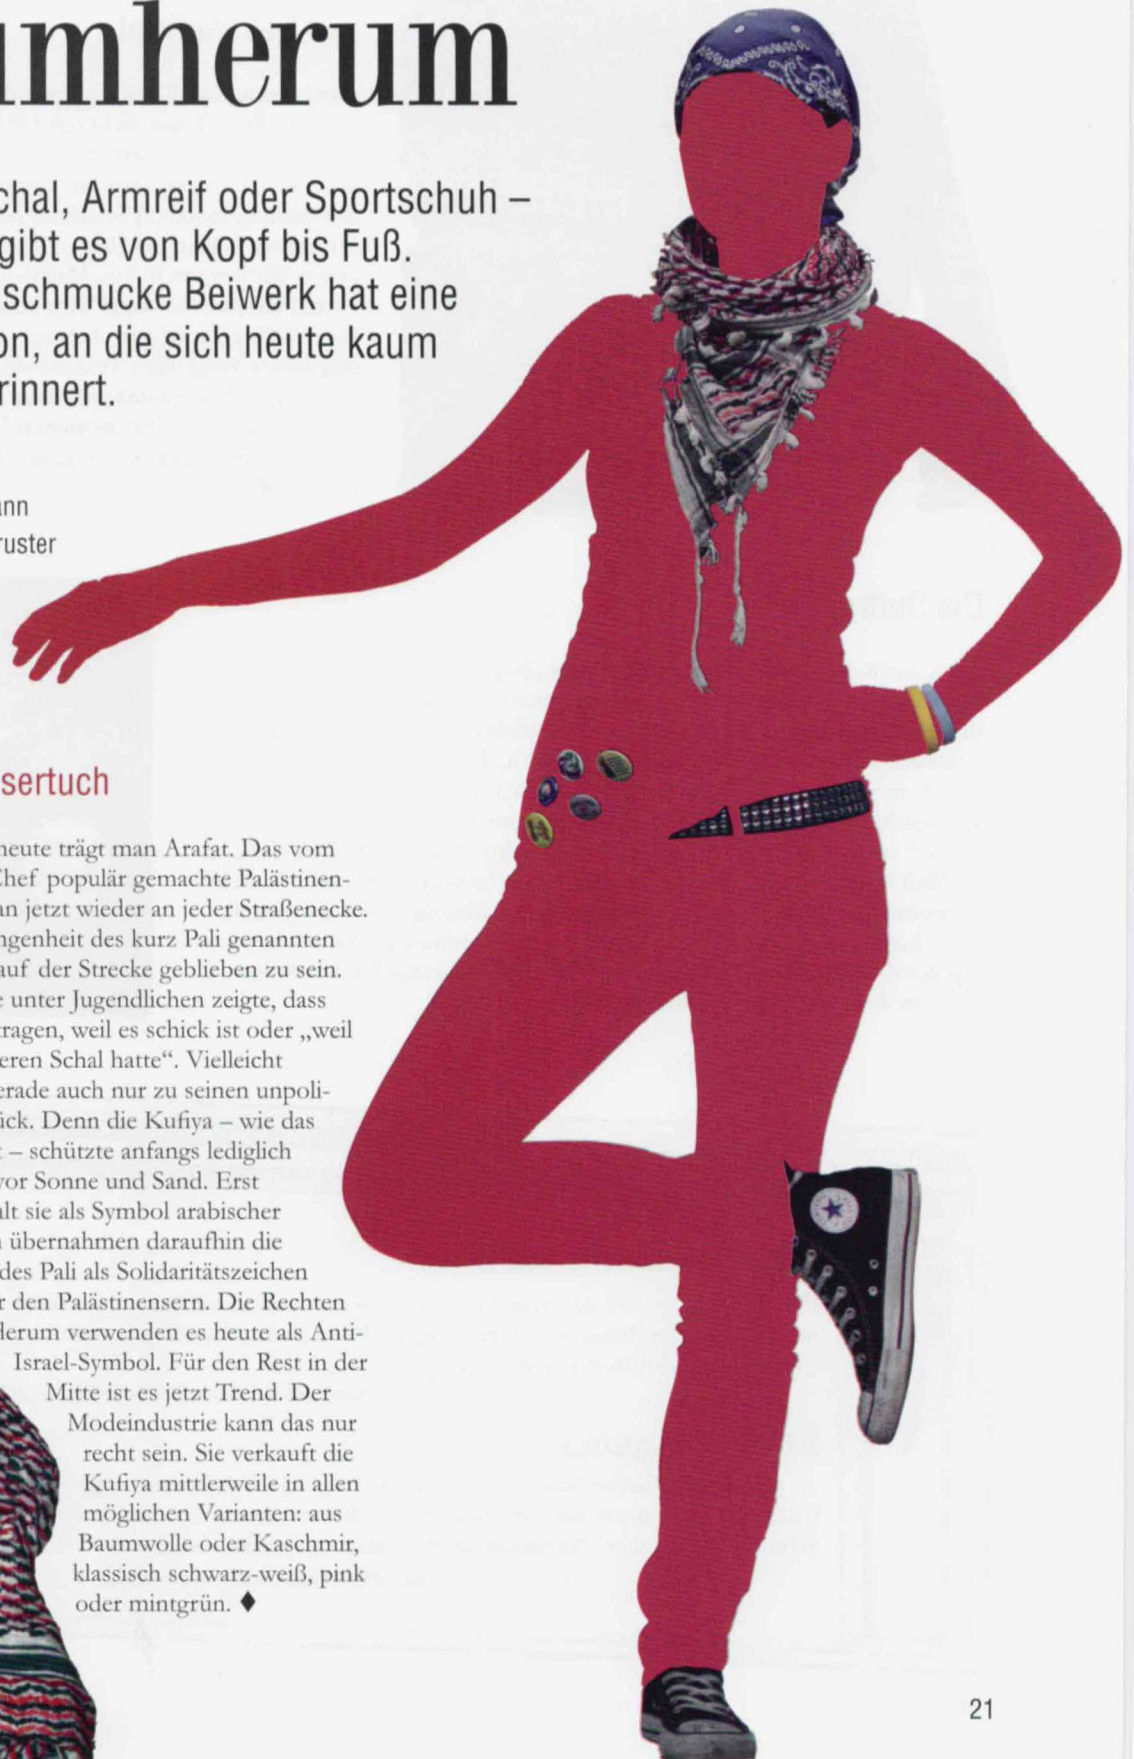 umherum
chal, Armreif oder Sportschuh –
gibt es von Kopf bis Fuß.
schmucke Beiwerk hat eine
on, an die sich heute kaum
rinnert.
ann
ruster
sertuch
heute trägt man Arafat. Das vom
Chef populär gemachte Palästinen-
an jetzt wieder an jeder Straßenecke.
ngenheit des kurz Pali genannten
auf der Strecke geblieben zu sein.
e unter Jugendlichen zeigte, dass
tragen, weil es schick ist oder „weil
eren Schal hatte“. Vielleicht
erade auch nur zu seinen unpoli-
ück. Denn die Kufiya – wie das
t – schützte anfangs lediglich
vor Sonne und Sand. Erst
alt sie als Symbol arabischer
n übernahmen daraufhin die
des Pali als Solidaritätszeichen
r den Palästinensern. Die Rechten
derum verwenden es heute als Anti-
Israel-Symbol. Für den Rest in der
Mitte ist es jetzt Trend. Der
Modeindustrie kann das nur
recht sein. Sie verkauft die
Kufiya mittlerweile in allen
möglichen Varianten: aus
Baumwolle oder Kaschmir,
klassisch schwarz-weiß, pink
oder mintgrün. ♦
21